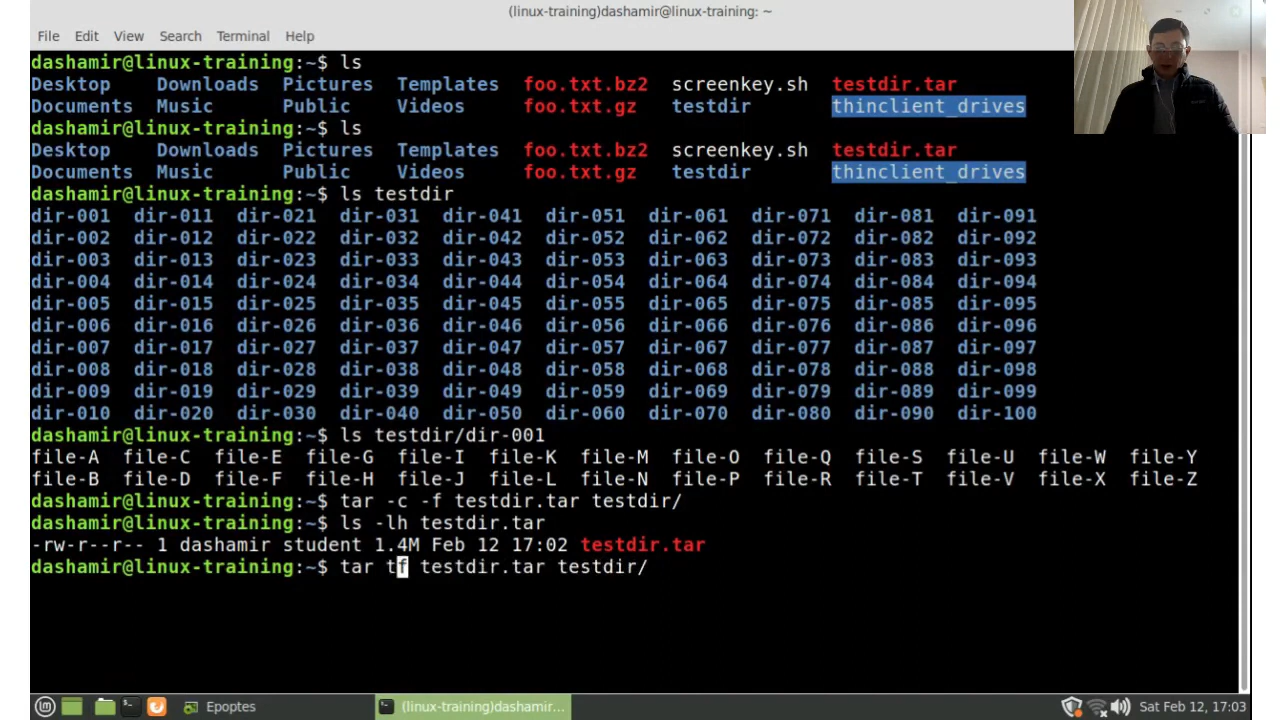 (linux-training)dashamir@linux-training: ~
File Edit View Search Terminal Help
dashamir@linux-training:~$ ls
Desktop Downloads Pictures Templates foo.txt.bz2 screenkey.sh testdir.tar
Documents Music Public Videos foo.txt.gz testdir thinclient_drives
dashamir@linux-training:~$ ls
Desktop Downloads Pictures Templates foo.txt.bz2 screenkey.sh testdir.tar
Documents Music Public Videos foo.txt.gz testdir thinclient_drives
dashamir@linux-training:~$ ls testdir
dir-001 dir-011 dir-021 dir-031 dir-041 dir-051 dir-061 dir-071 dir-081 dir-091
dir-002 dir-012 dir-022 dir-032 dir-042 dir-052 dir-062 dir-072 dir-082 dir-092
dir-003 dir-013 dir-023 dir-033 dir-043 dir-053 dir-063 dir-073 dir-083 dir-093
dir-004 dir-014 dir-024 dir-034 dir-044 dir-054 dir-064 dir-074 dir-084 dir-094
dir-005 dir-015 dir-025 dir-035 dir-045 dir-055 dir-065 dir-075 dir-085 dir-095
dir-006 dir-016 dir-026 dir-036 dir-046 dir-056 dir-066 dir-076 dir-086 dir-096
dir-007 dir-017 dir-027 dir-037 dir-047 dir-057 dir-067 dir-077 dir-087 dir-097
dir-008 dir-018 dir-028 dir-038 dir-048 dir-058 dir-068 dir-078 dir-088 dir-098
dir-009 dir-019 dir-029 dir-039 dir-049 dir-059 dir-069 dir-079 dir-089 dir-099
dir-010 dir-020 dir-030 dir-040 dir-050 dir-060 dir-070 dir-080 dir-090 dir-100
dashamir@linux-training:~$ ls testdir/dir-001
file-A file-C file-E file-G file-I file-K file-M file-O file-Q file-S file-U file-W file-Y
file-B file-D file-F file-H file-J file-L file-N file-P file-R file-T file-V file-X file-Z
dashamir@linux-training:~$ tar -c -f testdir.tar testdir/
dashamir@linux-training:~$ ls -lh testdir.tar
-rw-r--r-- 1 dashamir student 1.4M Feb 12 17:02 testdir.tar
dashamir@linux-training:~$ tar tf testdir.tar testdir/
Epoptes (linux-training)dashamir... Sat Feb 12, 17:03